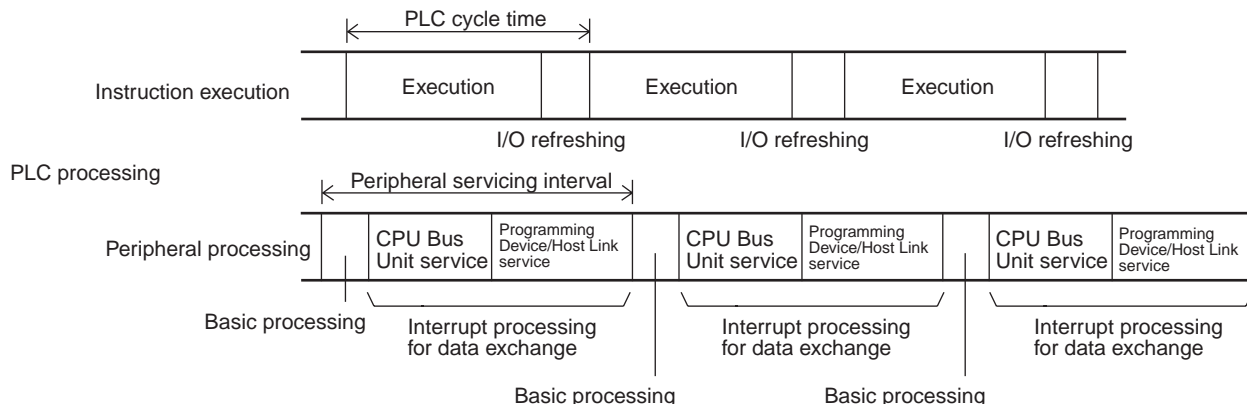 PLC cycle time
Instruction execution
Execution
Execution
Execution
I/O refreshing
I/O refreshing
I/O refreshing
PLC processing
Peripheral servicing interval
Peripheral processing
CPU Bus
Unit service
Programming
Device/Host Link
service
CPU Bus
Unit service
Programming
Device/Host Link
service
CPU Bus
Unit service
Programming
Device/Host Link
service
Basic processing
Interrupt processing
for data exchange
Interrupt processing
for data exchange
Interrupt processing
for data exchange
Basic processing
Basic processing